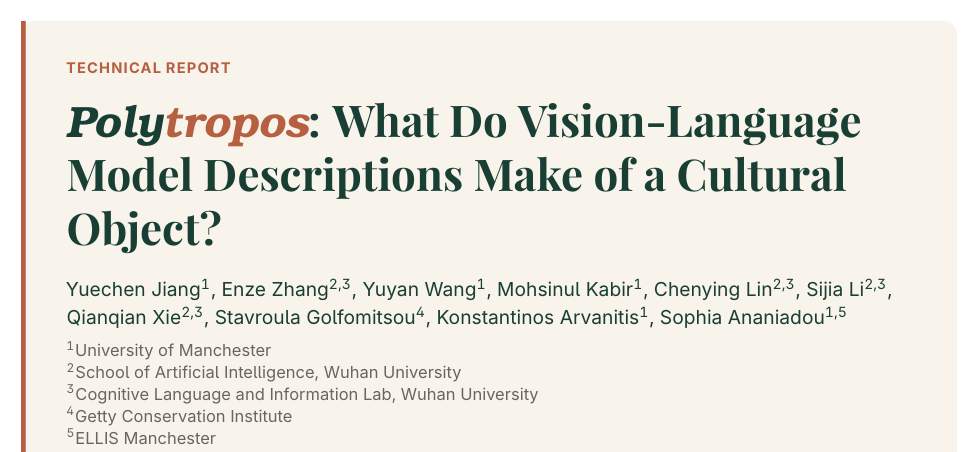 TECHNICAL REPORT
Polytropos: What Do Vision-Language
Model Descriptions Make of a Cultural
Object?
Yuechen Jiang1, Enze Zhang2,3, Yuyan Wang1, Mohsinul Kabir1, Chenying Lin2,3, Sijia Li2,3,
Qianqian Xie2,3, Stavroula Golfomitsou4, Konstantinos Arvanitis1, Sophia Ananiadou1,5
1University of Manchester
2School of Artificial Intelligence, Wuhan University
3Cognitive Language and Information Lab, Wuhan University
4Getty Conservation Institute
5ELLIS Manchester